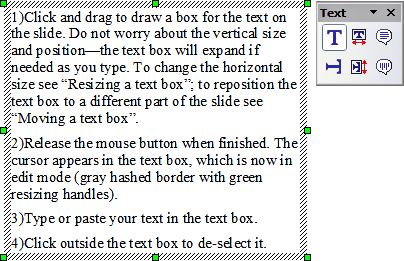 1)Click and drag to draw a box for the text on
the slide. Do not worry about the vertical size
and position—the text box will expand if
needed as you type. To change the horizontal
size see “Resizing a text box”; to reposition the
text box to a different part of the slide see
“Moving a text box”.
2)Release the mouse button when finished. The
cursor appears in the text box, which is now in
edit mode (gray hashed border with green
resizing handles).
3)Type or paste your text in the text box.
4)Click outside the text box to de-select it.
Text